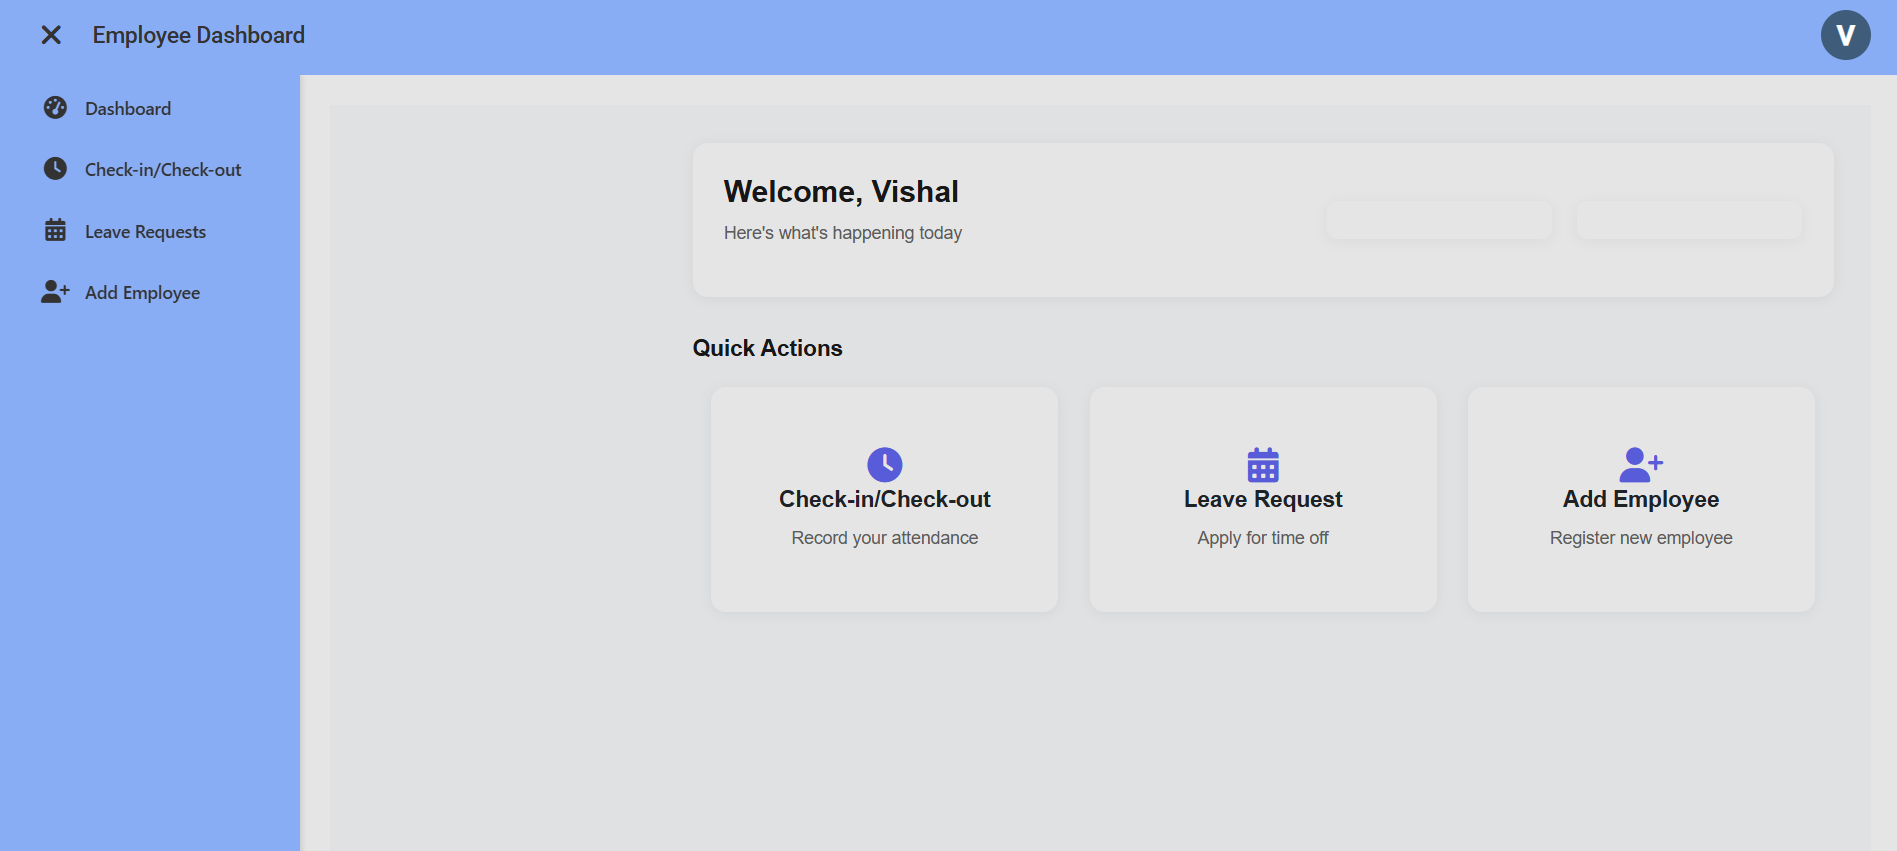 Employee Dashboard
V
Dashboard
Check-in/Check-out
Leave Requests
Add Employee
Welcome, Vishal
Here's what's happening today
Quick Actions
Check-in/Check-out
Record your attendance
Leave Request
Apply for time off
Add Employee
Register new employee